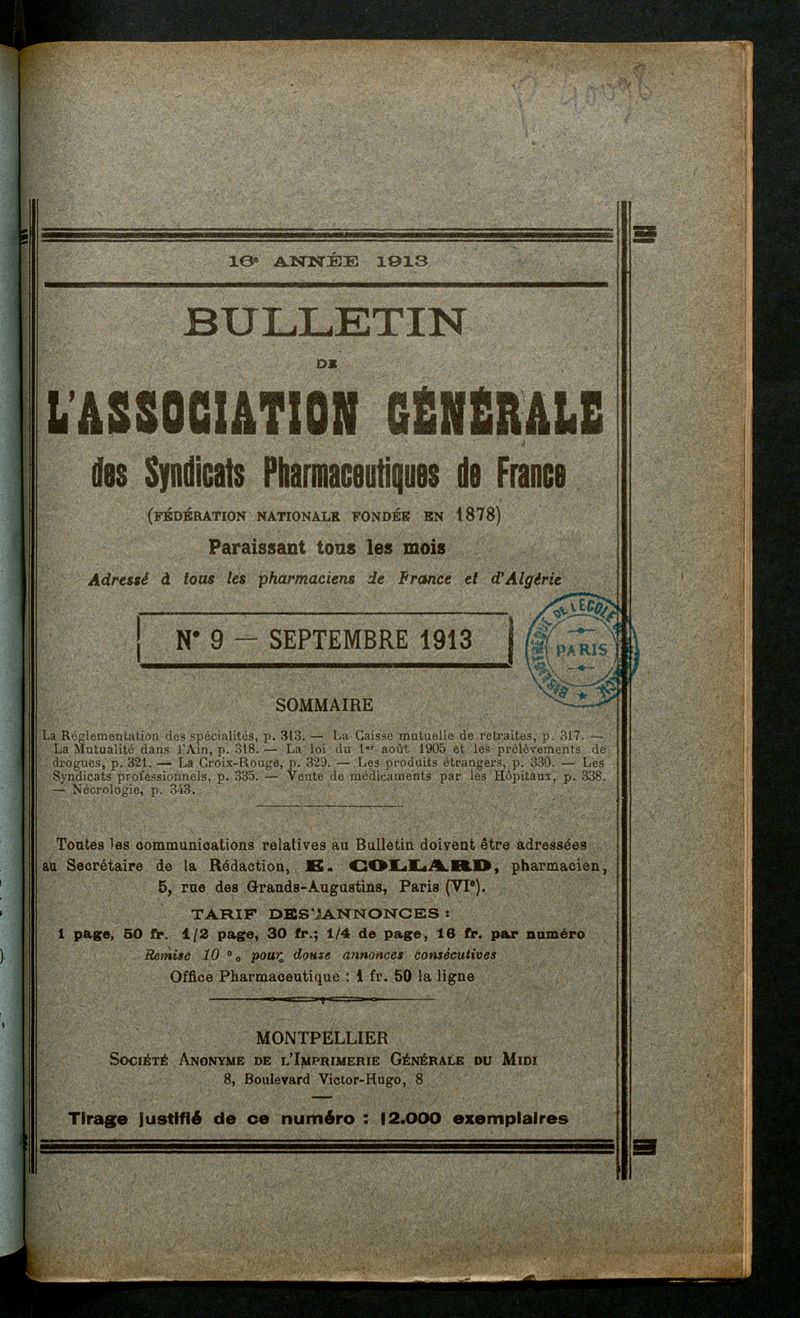 P 40098
16e ANNÉE 1913
BULLETIN
DE
L'ASSOCIATION GÉNÉRALE
des Syndicats Pharmaceutiques de France
(FÉDÉRATION NATIONALE FONDÉE EN 1878)
Paraissant tous les mois
Adressé à tous les pharmaciens de France et d'Algérie
N° 9 — SEPTEMBRE 1913
DE L'ÉCOLE
PARIS
SOMMAIRE
La Réglementation des spécialités, p. 313. — La Caisse mutuelle de retraites, p. 317. —
La Mutualité dans l'Ain, p. 318. — La loi du 1er août 1905 et les prélèvements de
drogues, p. 321. — La Croix-Rouge, p. 329. — Les produits étrangers, p. 330. — Les
Syndicats professionnels, p. 335. — Vente de médicaments par les Hôpitaux, p. 338.
— Nécrologie, p. 343.
Toutes les communications relatives au Bulletin doivent être adressées
au Secrétaire de la Rédaction, E. COLLARD, pharmacien,
5, rue des Grands-Augustins, Paris (VIe).
TARIF DES ANNONCES :
1 page, 50 fr. 1/2 page, 30 fr.; 1/4 de page, 16 fr. par numéro
Remise 10 % pour douze annonces consécutives
Office Pharmaceutique : 1 fr. 50 la ligne
MONTPELLIER
SOCIÉTÉ ANONYME DE L'IMPRIMERIE GÉNÉRALE DU MIDI
8, Boulevard Victor-Hugo, 8
Tirage justifié de ce numéro : 12.000 exemplaires